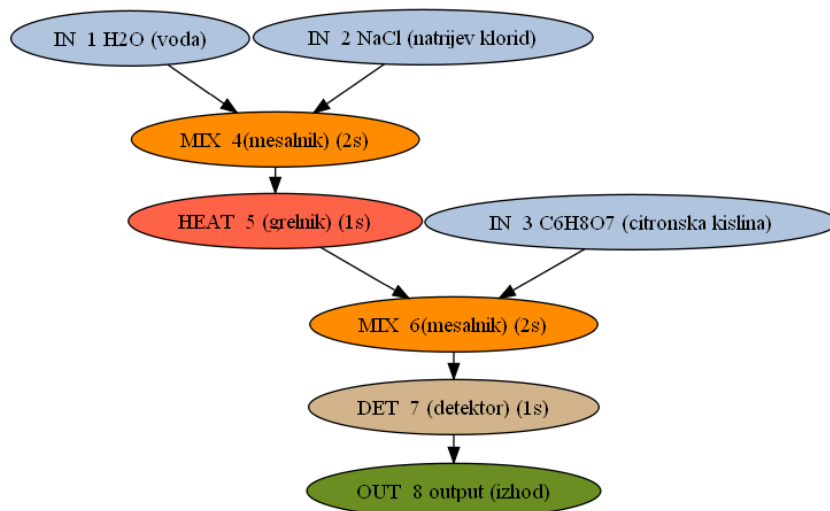 IN 1 H2O (voda)
IN 2 NaCl (natrijev klorid)
MIX 4(mesalnik) (2s)
HEAT 5 (grelnik) (1s)
IN 3 C6H8O7 (citronska kislina)
MIX 6(mesalnik) (2s)
DET 7 (detektor) (1s)
OUT 8 output (izhod)